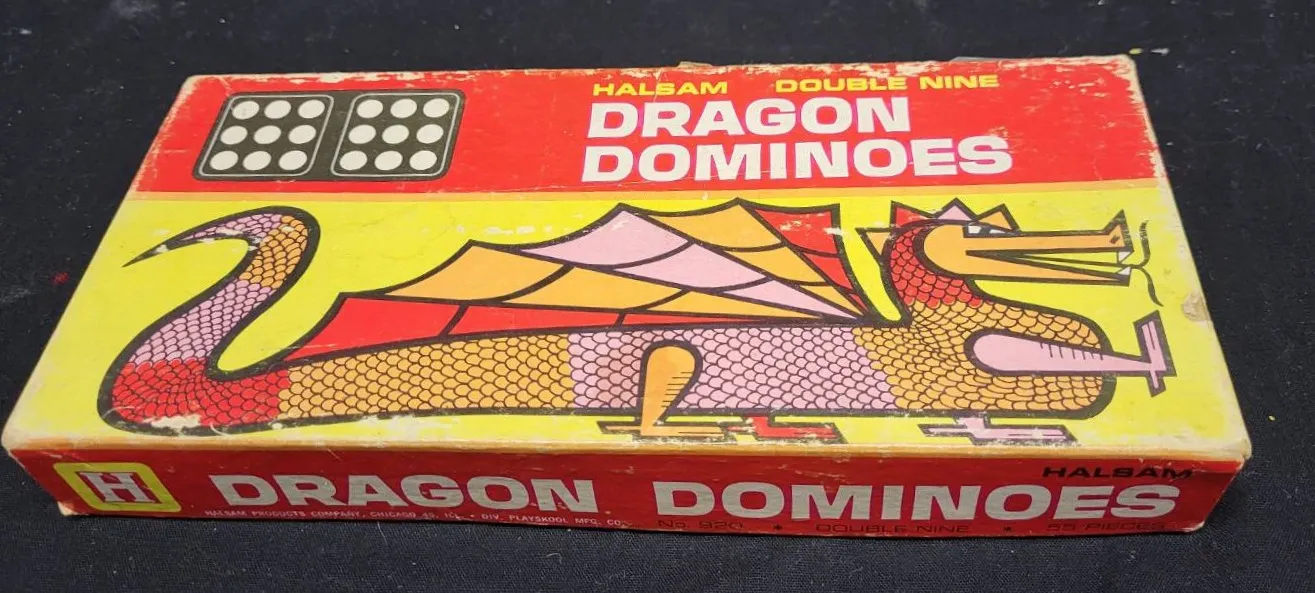 HALSAM DOUBLE NINE
DRAGON
DOMINOES
H
DRAGON DOMINOES
HALSAM
HALSAM PRODUCTS COMPANY, CHICAGO 45, ILL. • DIV. PLAYSKOOL MFG. CO.
No. 920 * DOUBLE NINE * 55 PIECES